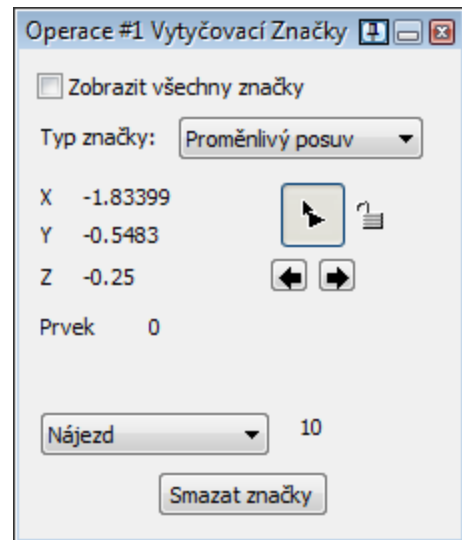 Operace #1 Vytyčovací Značky
Zobrazit všechny značky
Typ značky: Proměnlivý posuv
X -1.83399
Y -0.5483
Z -0.25
Prvek 0
Nájezd 10
Smazat značky